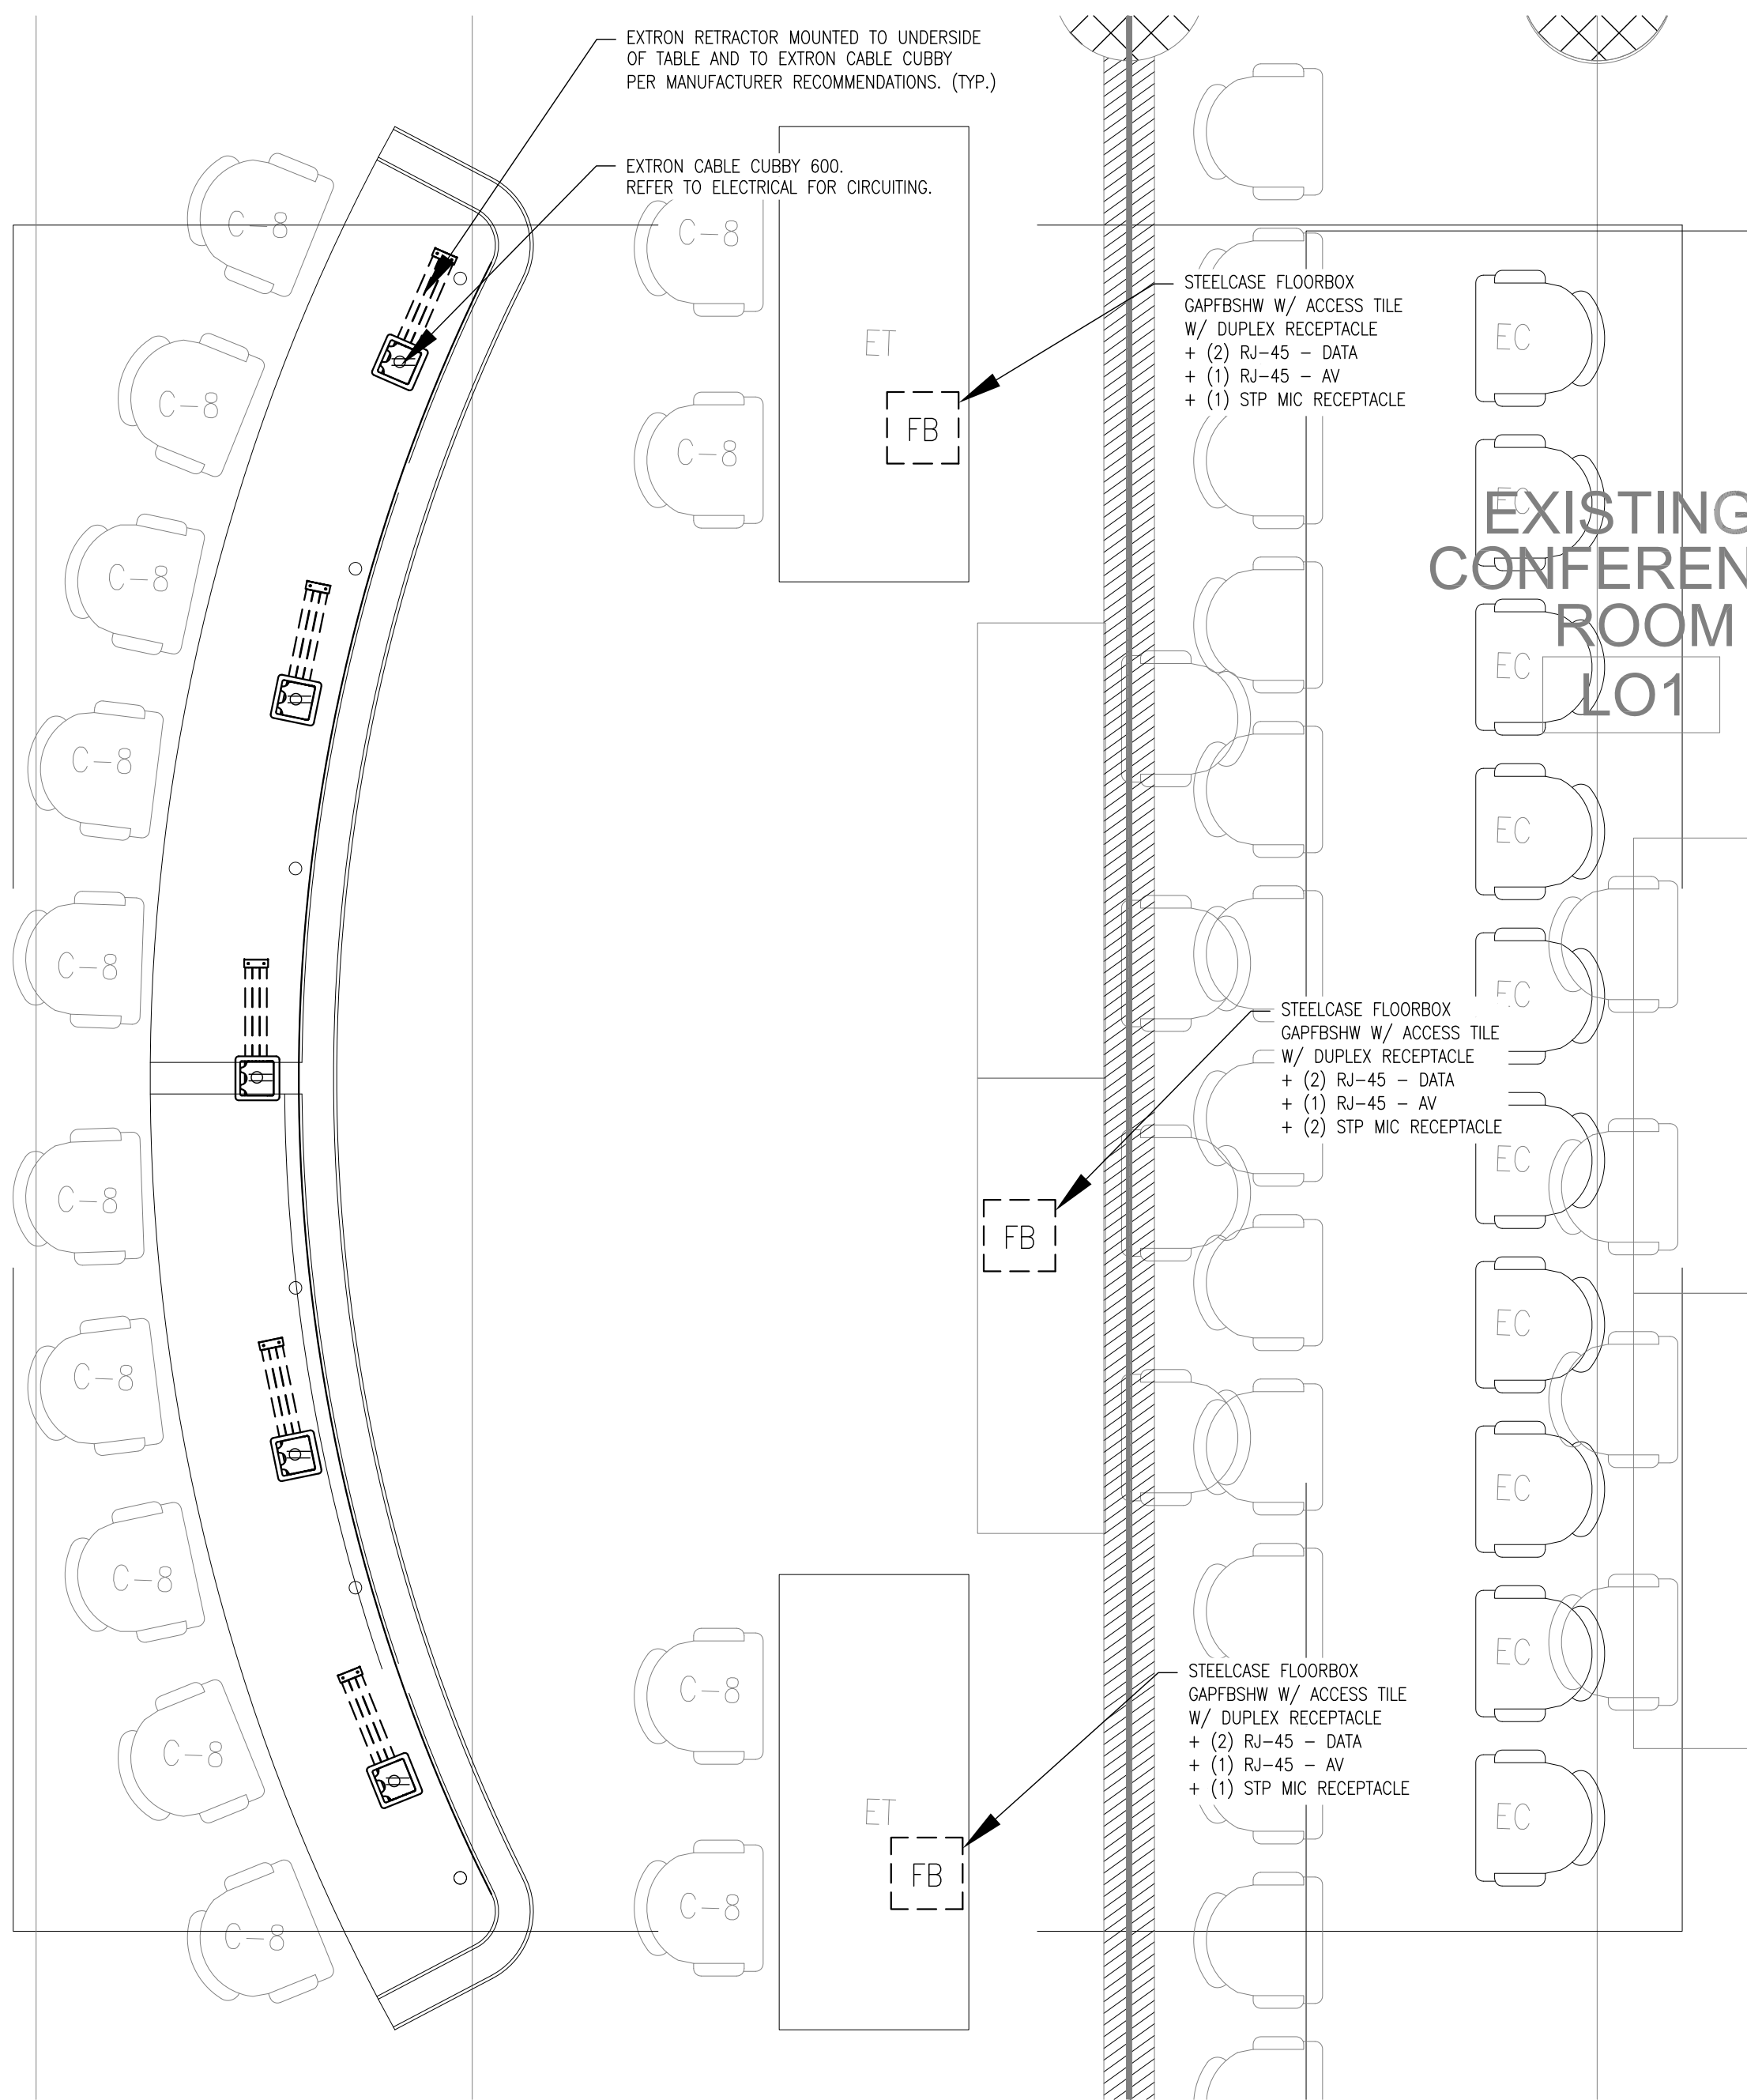 EXTRON RETRACTOR MOUNTED TO UNDERSIDE
OF TABLE AND TO EXTRON CABLE CUBBY
PER MANUFACTURER RECOMMENDATIONS. (TYP.)
EXTRON CABLE CUBBY 600.
REFER TO ELECTRICAL FOR CIRCUITING.
C-8
C-8
C-8
C-8
C-8
C-8
C-8
C-8
C-8
C-8
C-8
C-8
ET
FB
C-8
C-8
STEELCASE FLOORBOX
GAPFBSHW W/ ACCESS TILE
W/ DUPLEX RECEPTACLE
+ (2) RJ-45 - DATA
+ (1) RJ-45 - AV
+ (1) STP MIC RECEPTACLE
EC
EC
EC
EC
EC
EC
EC
EC
EC
EC
EXISTING
CONFEREN
ROOM
LO1
STEELCASE FLOORBOX
GAPFBSHW W/ ACCESS TILE
W/ DUPLEX RECEPTACLE
+ (2) RJ-45 - DATA
+ (1) RJ-45 - AV
+ (2) STP MIC RECEPTACLE
FB
STEELCASE FLOORBOX
GAPFBSHW W/ ACCESS TILE
W/ DUPLEX RECEPTACLE
+ (2) RJ-45 - DATA
+ (1) RJ-45 - AV
+ (1) STP MIC RECEPTACLE
ET
FB